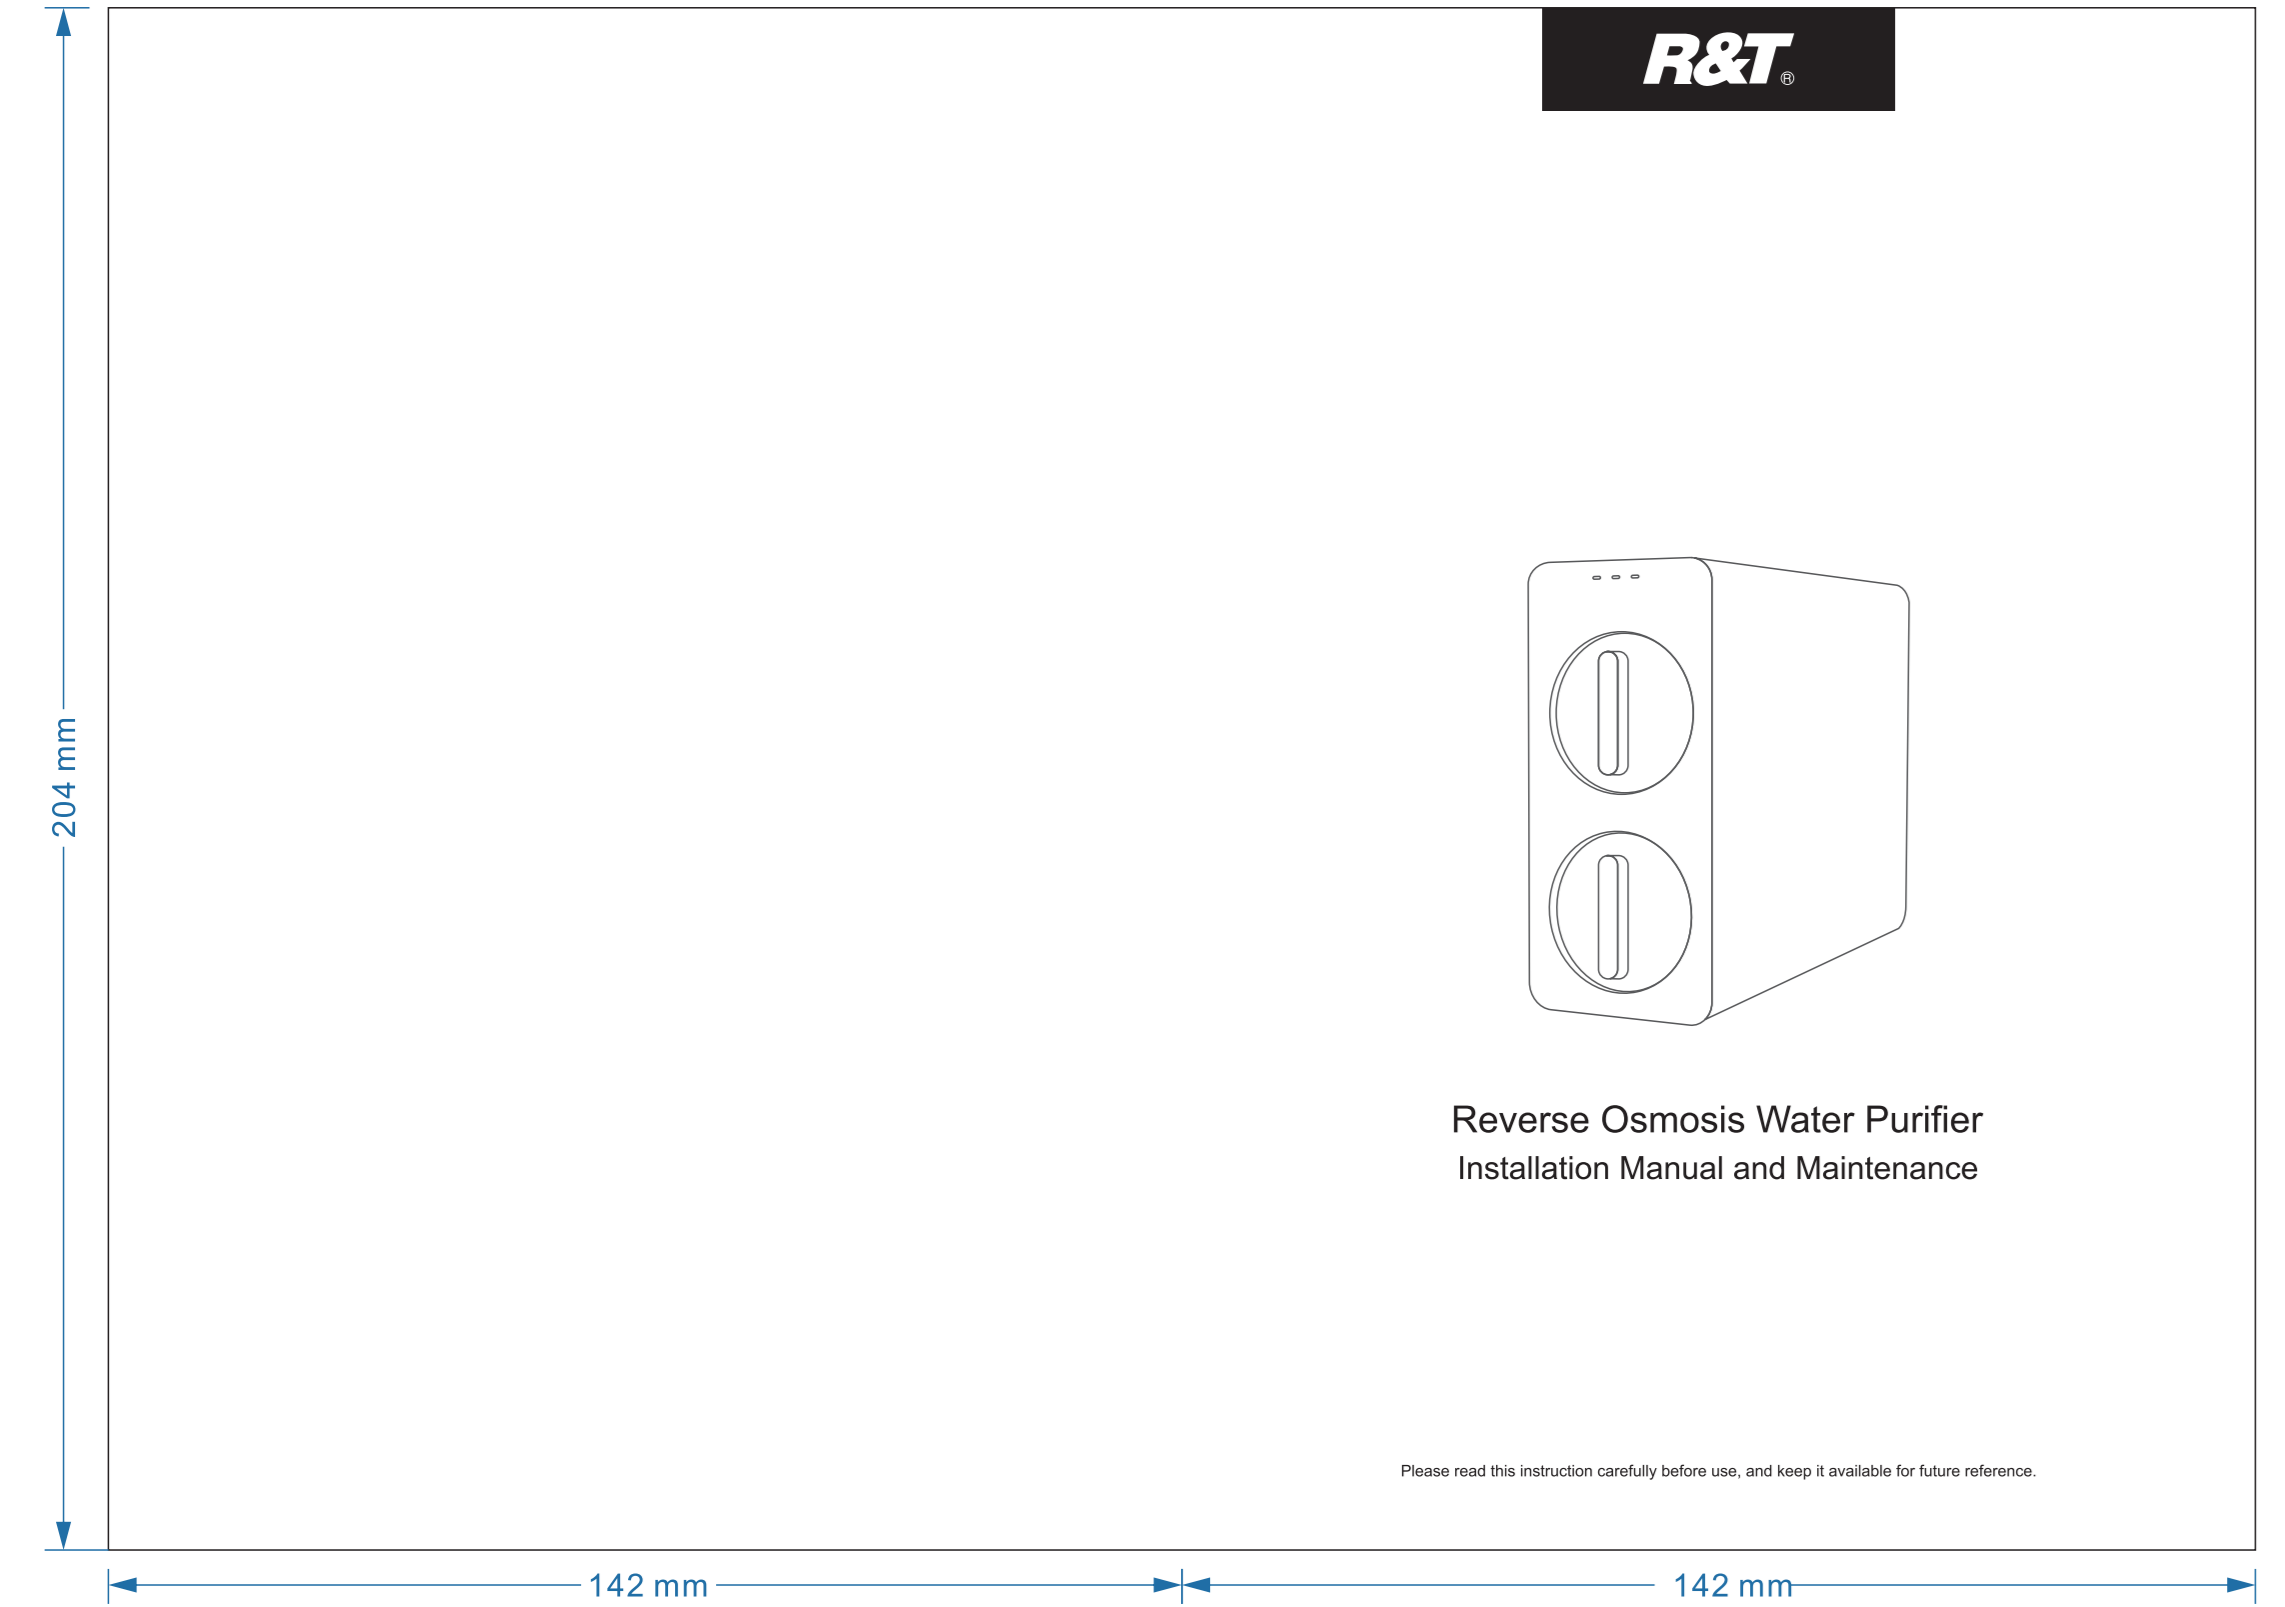 R&T®
204 mm
Reverse Osmosis Water Purifier
Installation Manual and Maintenance
Please read this instruction carefully before use, and keep it available for future reference.
142 mm
142 mm